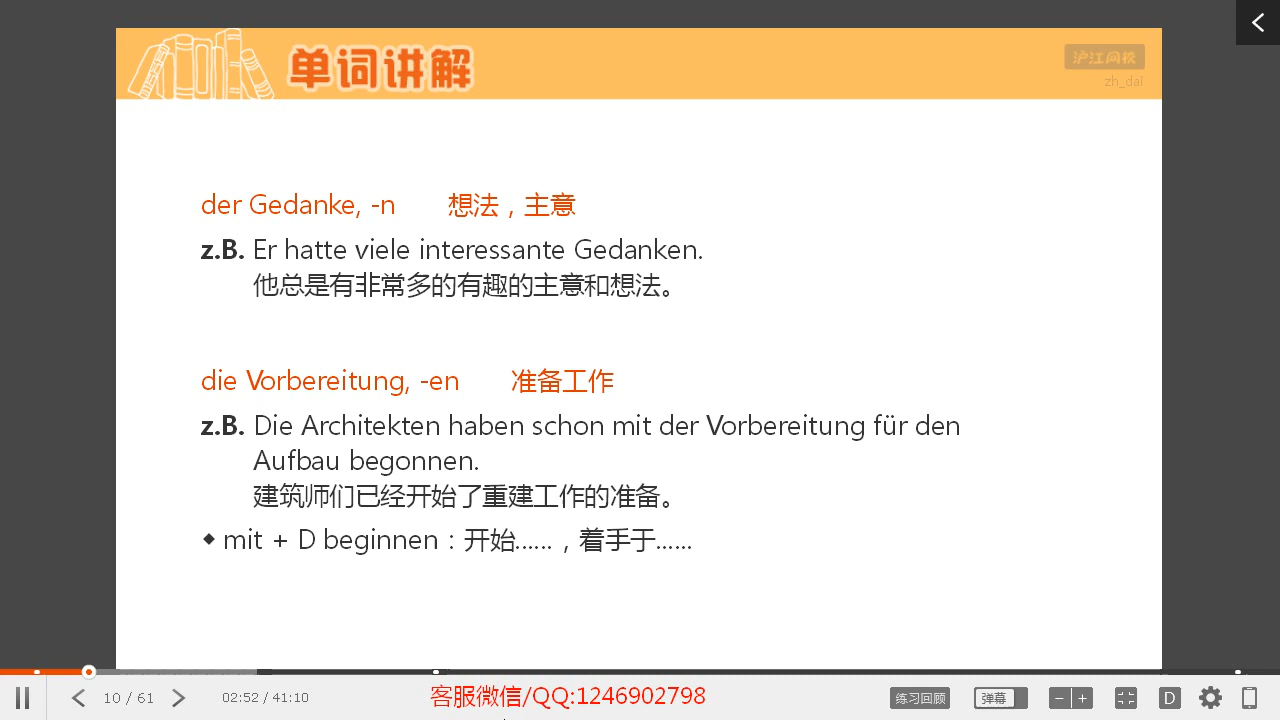 单词讲解
沪江网校
zh_dai
der Gedanke, -n 想法，主意
z.B. Er hatte viele interessante Gedanken.
他总是有非常多的有趣的主意和想法。
die Vorbereitung, -en 准备工作
z.B. Die Architekten haben schon mit der Vorbereitung für den
Aufbau begonnen.
建筑师们已经开始了重建工作的准备。
◆ mit + D beginnen：开始……，着手于……
10 / 61 02:52 / 41:10 客服微信/QQ:1246902798 练习回顾 弹幕 − + D